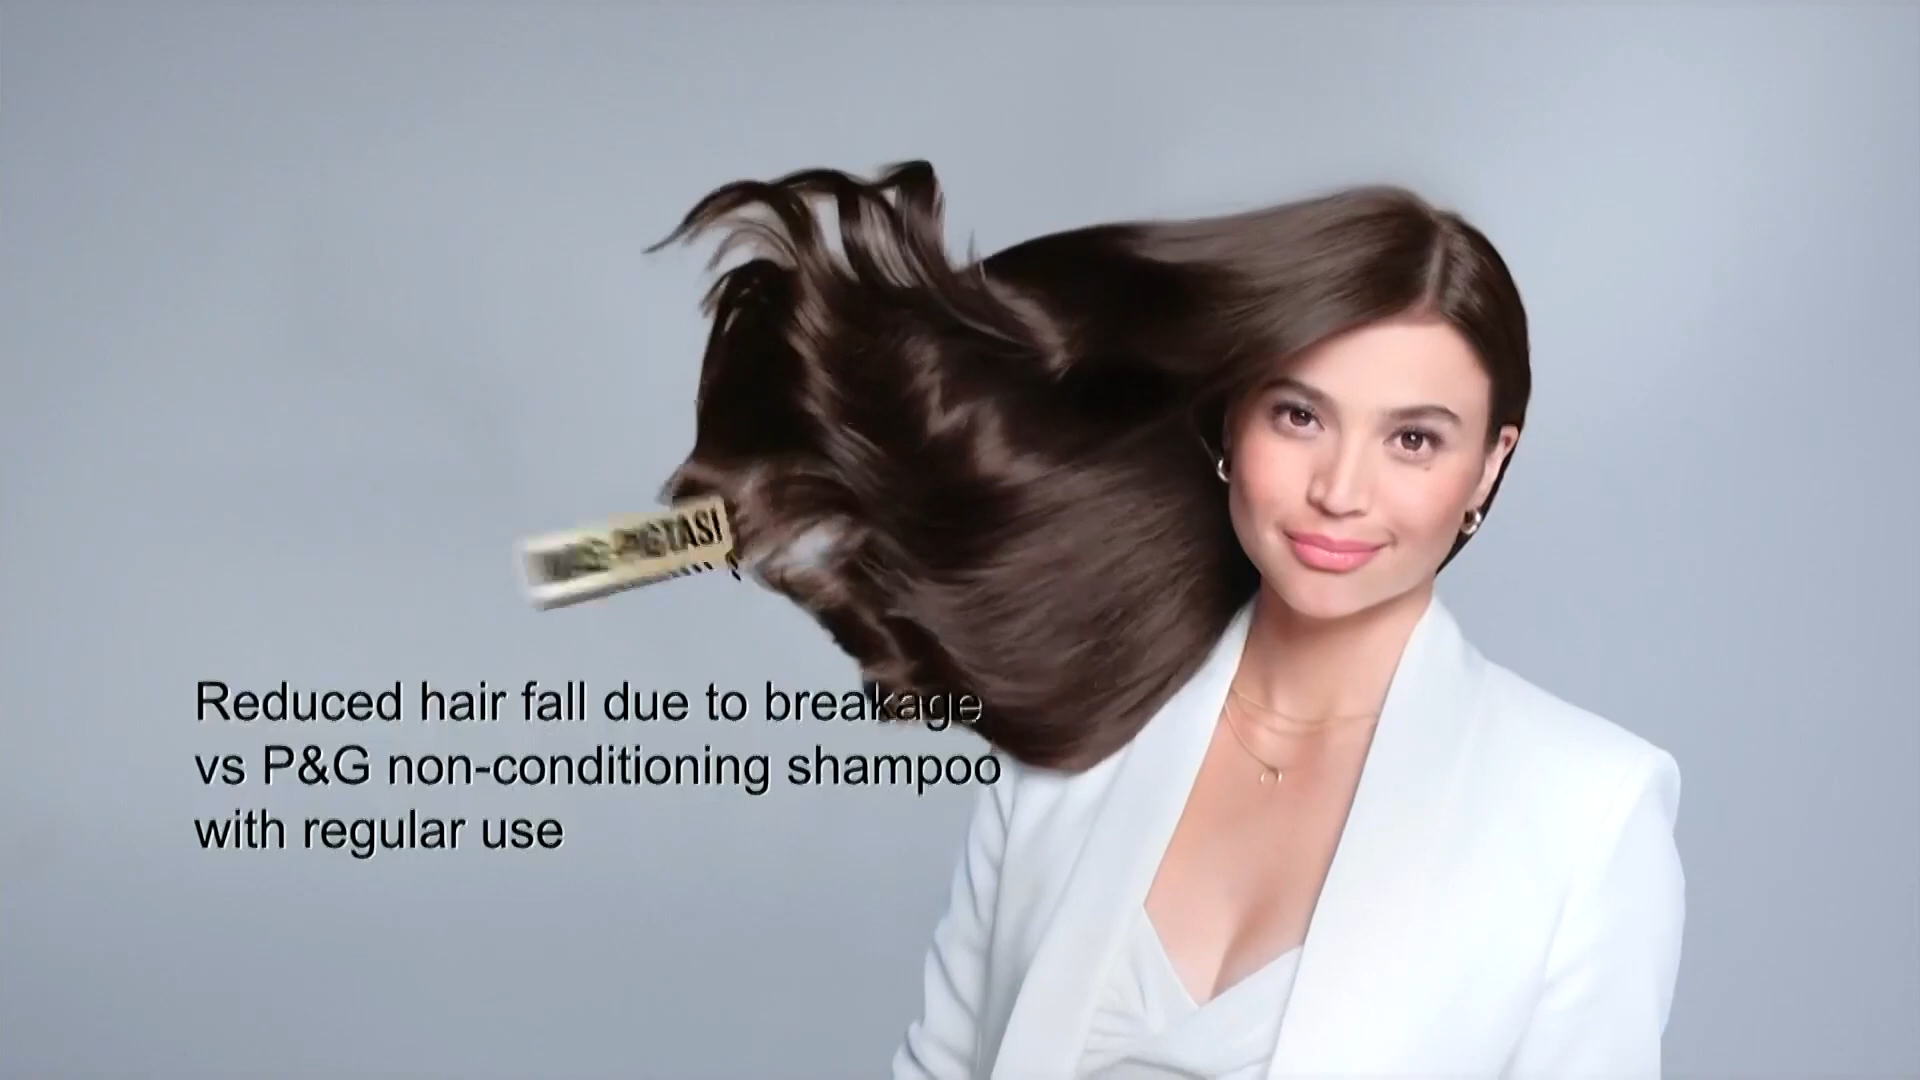 Reduced hair fall due to breakage
vs P&G non-conditioning shampoo
with regular use